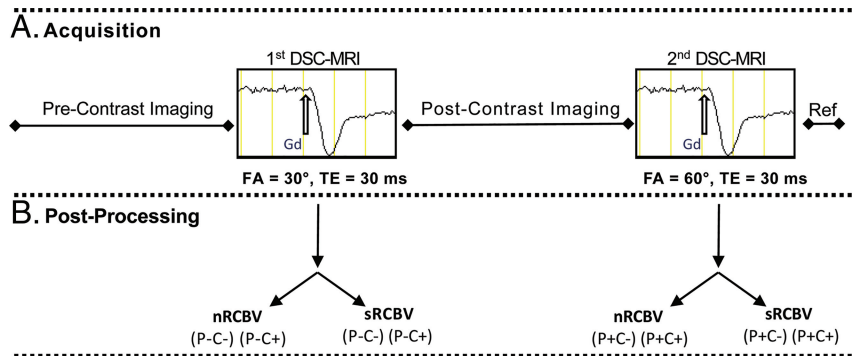 A. Acquisition
1st DSC-MRI
2nd DSC-MRI
Pre-Contrast Imaging
Post-Contrast Imaging
Ref
Gd
Gd
FA = 30°, TE = 30 ms
FA = 60°, TE = 30 ms
B. Post-Processing
nRCBV
sRCBV
nRCBV
sRCBV
(P-C-) (P-C+)
(P-C-) (P-C+)
(P+C-) (P+C+)
(P+C-) (P+C+)